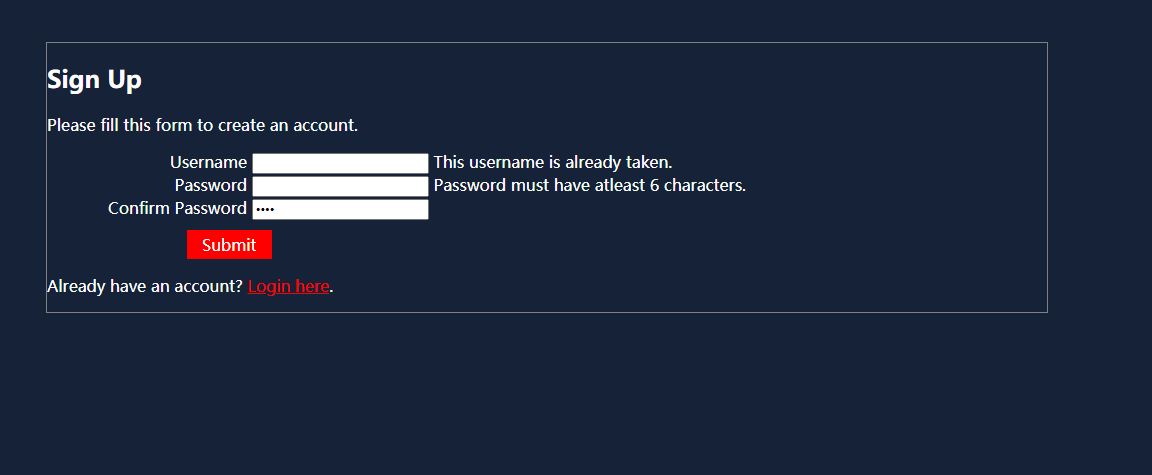 Sign Up
Please fill this form to create an account.
Username This username is already taken.
Password Password must have atleast 6 characters.
Confirm Password ••••
Submit
Already have an account? Login here.